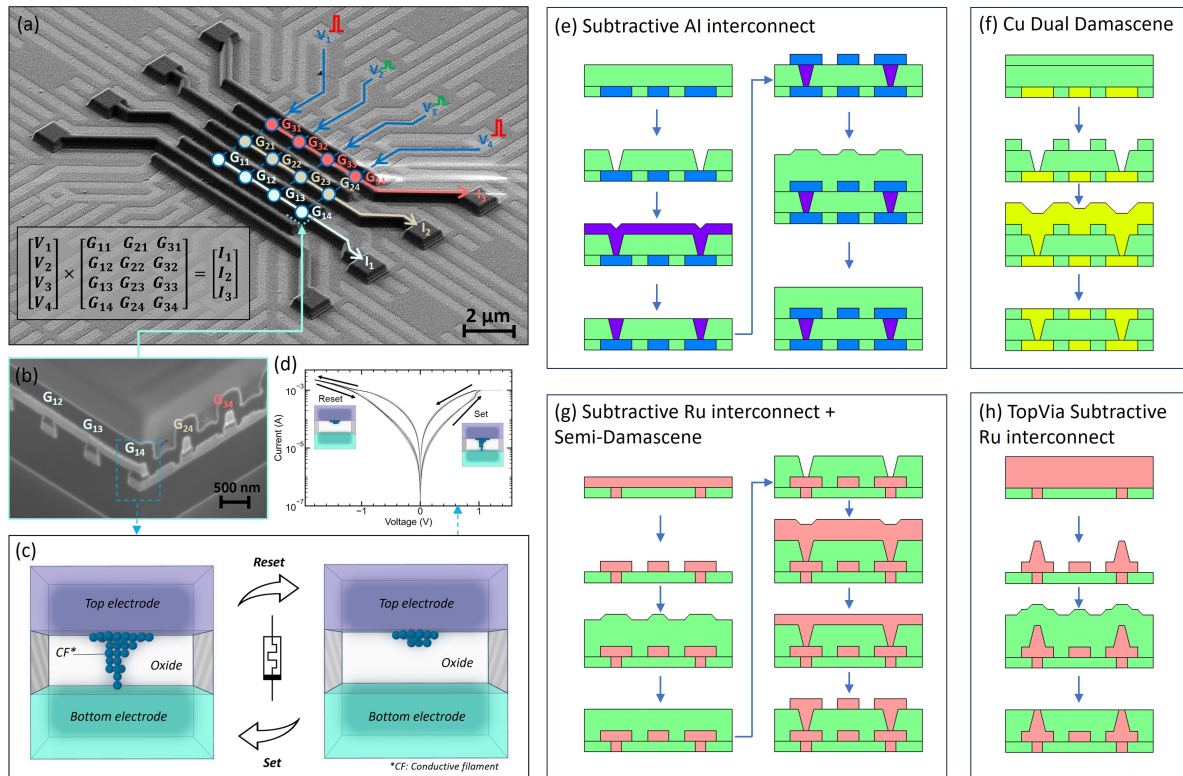 (a)
V₁
V₂
V₃
V₄
G₃₁
G₂₁ G₃₂
G₁₁ G₂₂ G₃₃
G₁₂ G₂₃
G₁₃ G₂₄
G₁₄
I₃
I₂
I₁
[V₁ V₂ V₃ V₄] × [G₁₁ G₂₁ G₃₁
G₁₂ G₂₂ G₃₂
G₁₃ G₂₃ G₃₃
G₁₄ G₂₄ G₃₄] = [I₁ I₂ I₃]
2 μm
(b)
G₁₂
G₁₃
G₁₄
G₂₄
G₃₄
500 nm
(d)
Current (A)
10⁻³
10⁻⁵
10⁻⁷
Reset
Set
−1 0 1
Voltage (V)
(c)
Top electrode
CF*
Oxide
Bottom electrode
Reset
Set
Top electrode
Oxide
Bottom electrode
*CF: Conductive filament
(e) Subtractive Al interconnect
(f) Cu Dual Damascene
(g) Subtractive Ru interconnect +
Semi-Damascene
(h) TopVia Subtractive
Ru interconnect